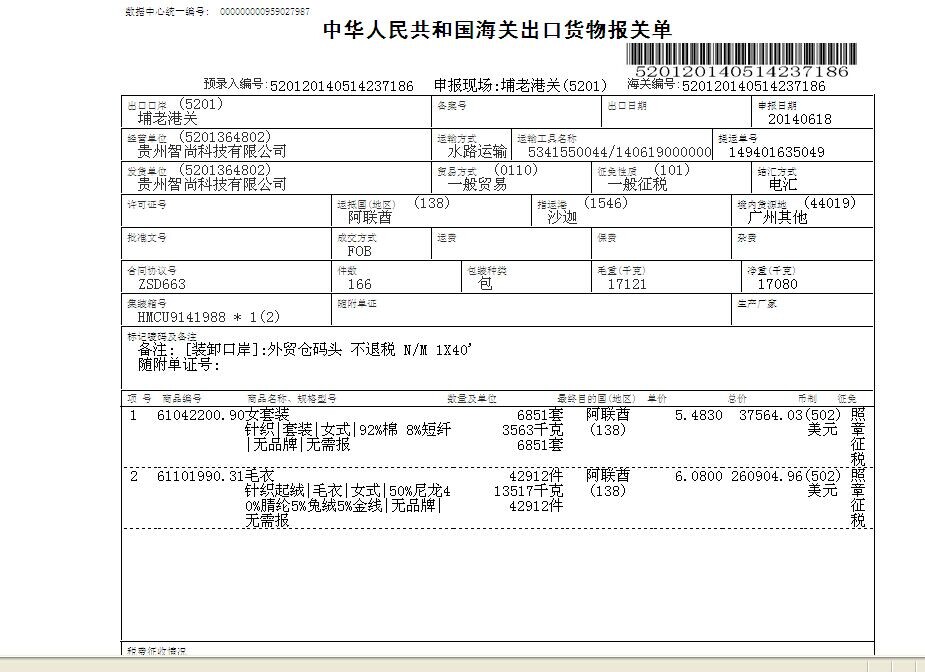 数据中心统一编号： 000000000959027987
中华人民共和国海关出口货物报关单
520120140514237186
预录入编号:520120140514237186 申报现场:埔老港关(5201) 海关编号:520120140514237186
出口口岸 (5201) 备案号 出口日期 申报日期
埔老港关 20140618
经营单位 (5201364802) 运输方式 运输工具名称 提运单号
贵州智尚科技有限公司 水路运输 5341550044/140619000000 149401635049
发货单位 (5201364802) 贸易方式 (0110) 征免性质 (101) 结汇方式
贵州智尚科技有限公司 一般贸易 一般征税 电汇
许可证号 运抵国(地区) (138) 指运港 (1546) 境内货源地 (44019)
阿联酋 沙迦 广州其他
批准文号 成交方式 运费 保费 杂费
FOB
合同协议号 件数 包装种类 毛重(千克) 净重(千克)
ZSD663 166 包 17121 17080
集装箱号 随附单证 生产厂家
HMCU9141988 * 1(2)
标记唛码及备注
备注: [装卸口岸]:外贸仓码头 不退税 N/M 1X40'
随附单证号:
项 号 商品编号 商品名称、规格型号 数量及单位 最终目的国(地区) 单价 总价 币制 征免
1 61042200.90女套装 6851套 阿联酋 5.4830 37564.03(502) 照
针织|套装|女式|92%棉 8%短纤 3563千克 (138) 美元 章
|无品牌|无需报 6851套 征
税
2 61101990.31毛衣 42912件 阿联酋 6.0800 260904.96(502) 照
针织起绒|毛衣|女式|50%尼龙4 13517千克 (138) 美元 章
0%腈纶5%兔绒5%金线|无品牌| 42912件 征
无需报 税
税费征收情况